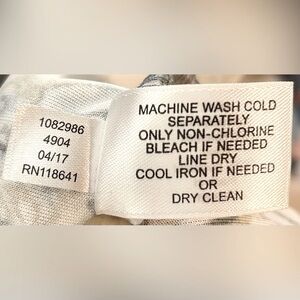 1082986
4904
04/17
RN118641
MACHINE WASH COLD
SEPARATELY
ONLY NON-CHLORINE
BLEACH IF NEEDED
LINE DRY
COOL IRON IF NEEDED
OR
DRY CLEAN